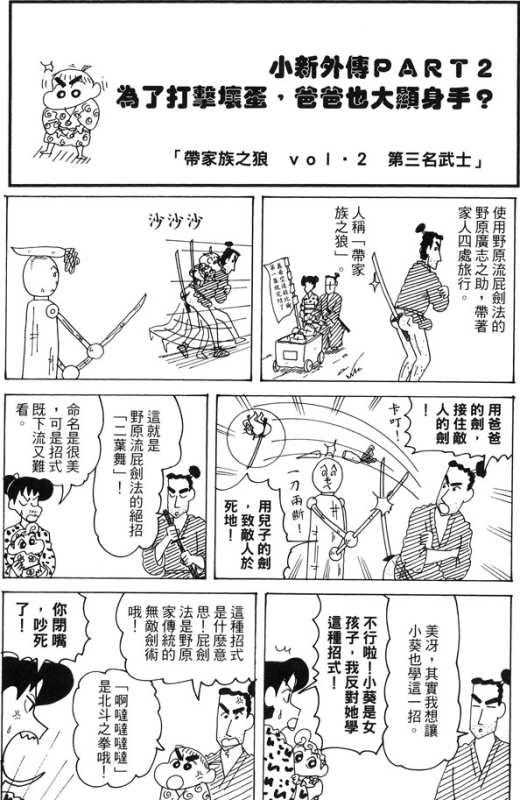 小新外傳PART2
為了打擊壞蛋，爸爸也大顯身手？
「帶家族之狼 vol．2 第三名武士」
使用野原流屁劍法的
野原廣志之助，帶著
家人四處旅行。
人稱「帶家
族之狼」。
沙沙沙
用爸爸
的劍，
接住敵
人的劍
！
卡叮！
一刀兩斷！
用兒子的劍
，致敵人於
死地！
這就是
野原流屁劍法的絕招
「二葉舞」！
命名是很美
，可是招式
既下流又難
看。
美冴，其實我想讓
小葵也學這一招。
不行啦！小葵是女
孩子，我反對她學
這種招式！
這種招式
是什麼意
思！屁劍
法是野原
家傳統的
無敵劍術
哦！
「啊噠噠噠噠」
是北斗之拳哦！
你閉嘴
，吵死
了！